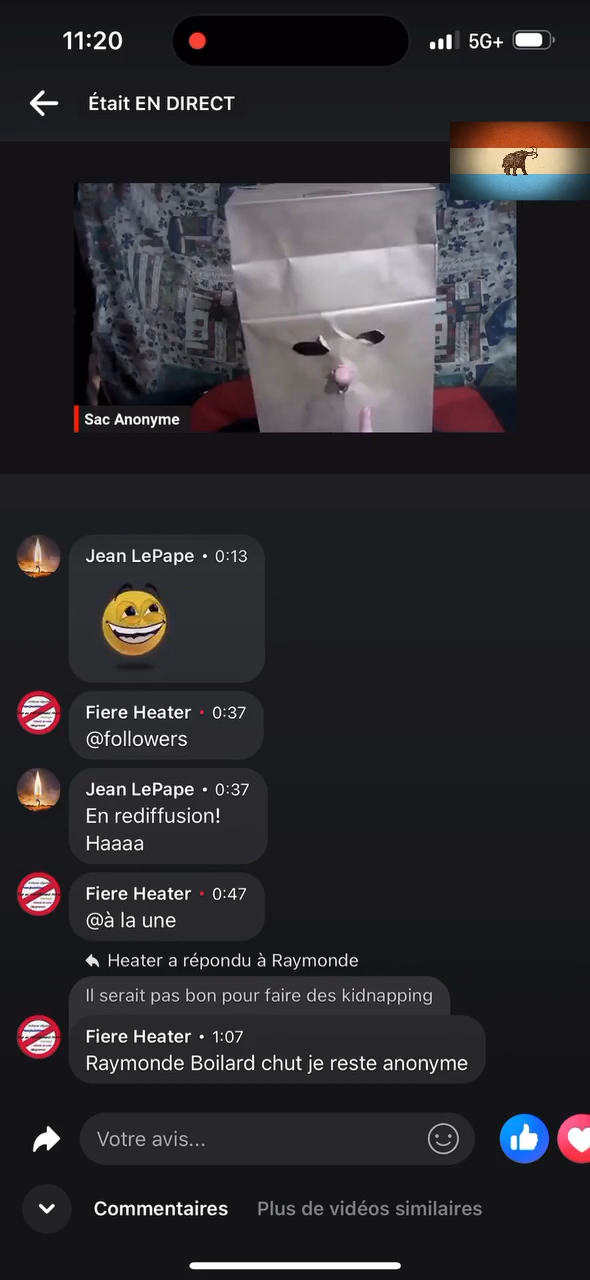 11:20
5G+
Était EN DIRECT
Sac Anonyme
Jean LePape • 0:13
Fiere Heater • 0:37
@followers
Jean LePape • 0:37
En rediffusion!
Haaaa
Fiere Heater • 0:47
@à la une
Heater a répondu à Raymonde
Il serait pas bon pour faire des kidnapping
Fiere Heater • 1:07
Raymonde Boilard chut je reste anonyme
Votre avis...
Commentaires
Plus de vidéos similaires